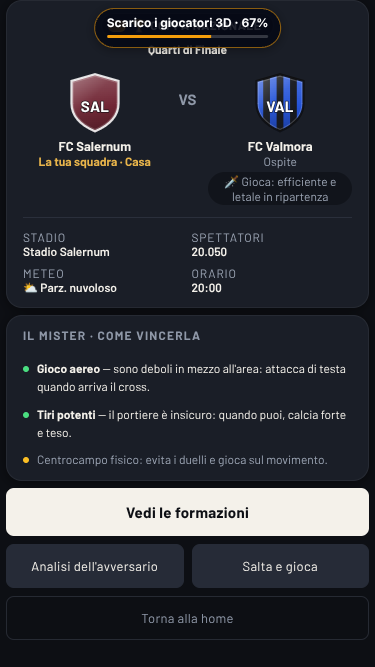 Scarico i giocatori 3D · 67%
Quarti di Finale
SAL
VS
VAL
FC Salernum
La tua squadra · Casa
FC Valmora
Ospite
🗡️ Gioca: efficiente e
letale in ripartenza
STADIO
Stadio Salernum
SPETTATORI
20.050
METEO
⛅ Parz. nuvoloso
ORARIO
20:00
IL MISTER · COME VINCERLA
Gioco aereo — sono deboli in mezzo all'area: attacca di testa
quando arriva il cross.
Tiri potenti — il portiere è insicuro: quando puoi, calcia forte
e teso.
Centrocampo fisico: evita i duelli e gioca sul movimento.
Vedi le formazioni
Analisi dell'avversario
Salta e gioca
Torna alla home